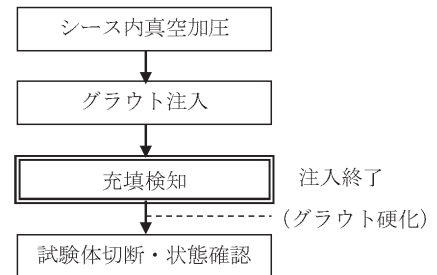 シース内真空加圧
グラウト注入
充填検知
注入終了
(グラウト硬化)
試験体切断・状態確認